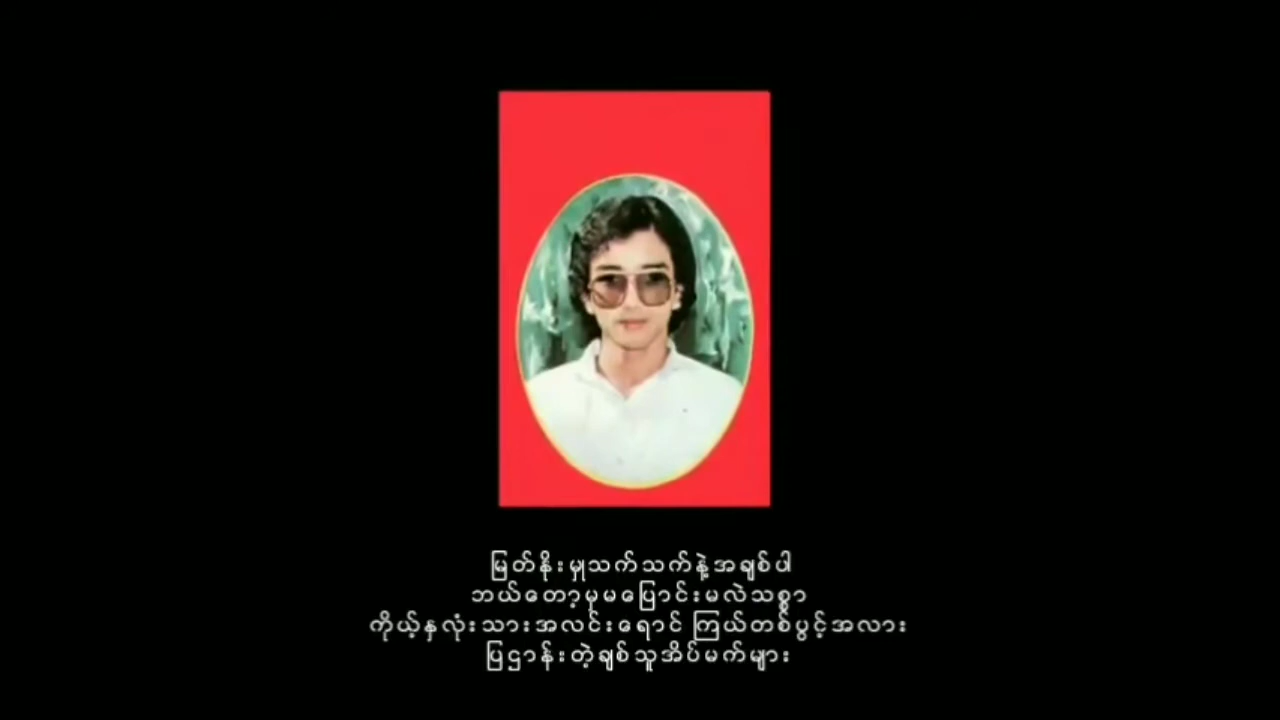 မြတ်နိုးမှုသက်သက်နဲ့အချစ်ပါ
ဘယ်တော့မှမပြောင်းမလဲသစ္စာ
ကိုယ့်နှလုံးသားအလင်းရောင် ကြယ်တစ်ပွင့်အလား
ပြဌာန်းတဲ့ချစ်သူအိပ်မက်များ